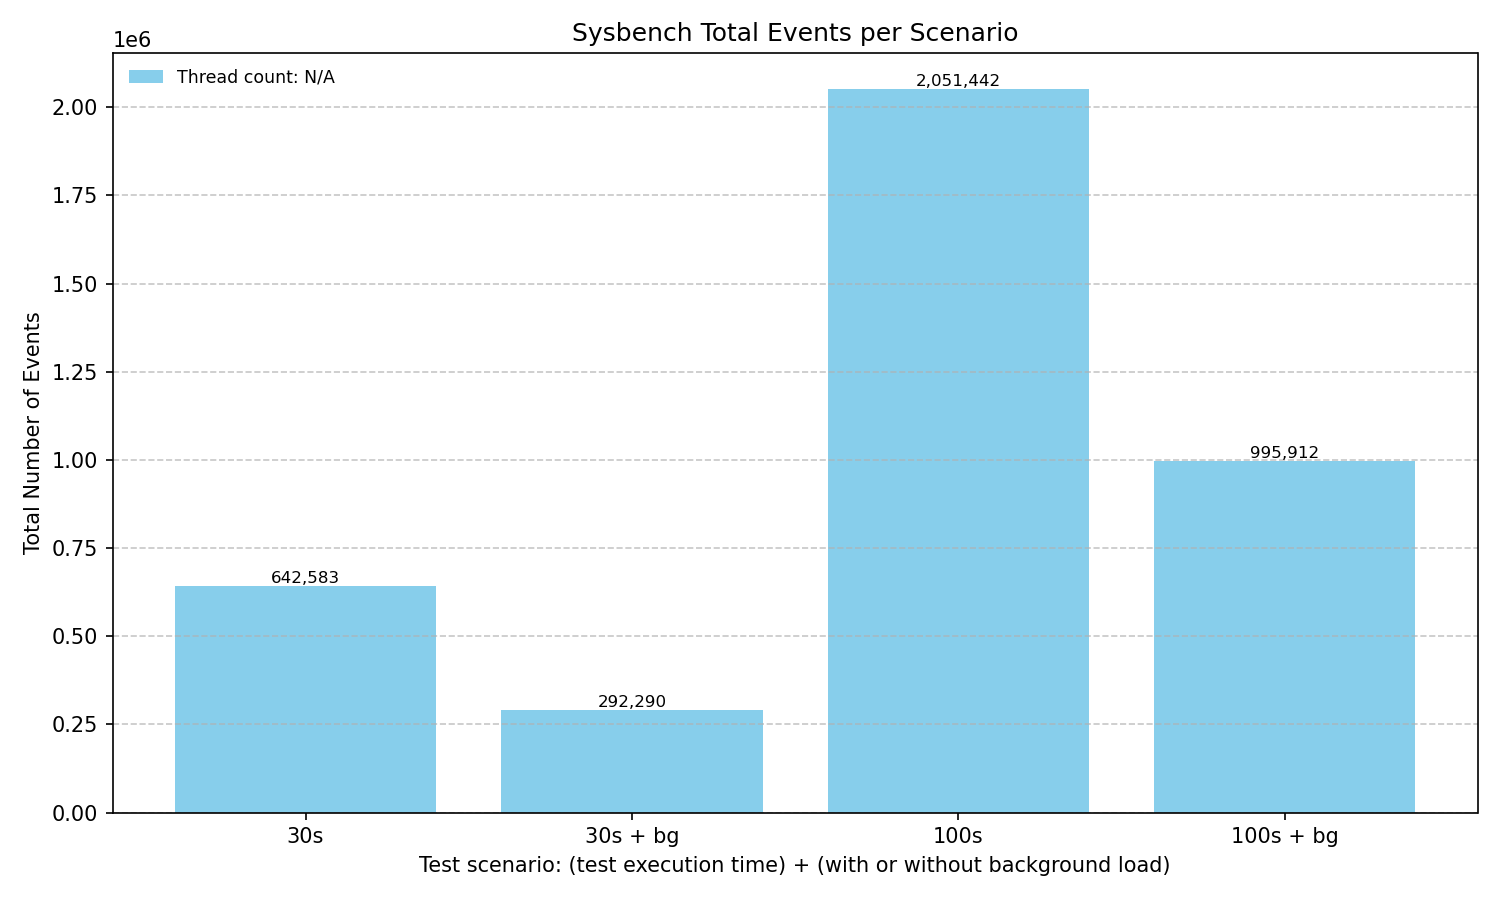 Sysbench Total Events per Scenario
1e6
Thread count: N/A
2.00
1.75
1.50
1.25
1.00
0.75
0.50
0.25
0.00
Total Number of Events
642,583
292,290
2,051,442
995,912
30s
30s + bg
100s
100s + bg
Test scenario: (test execution time) + (with or without background load)